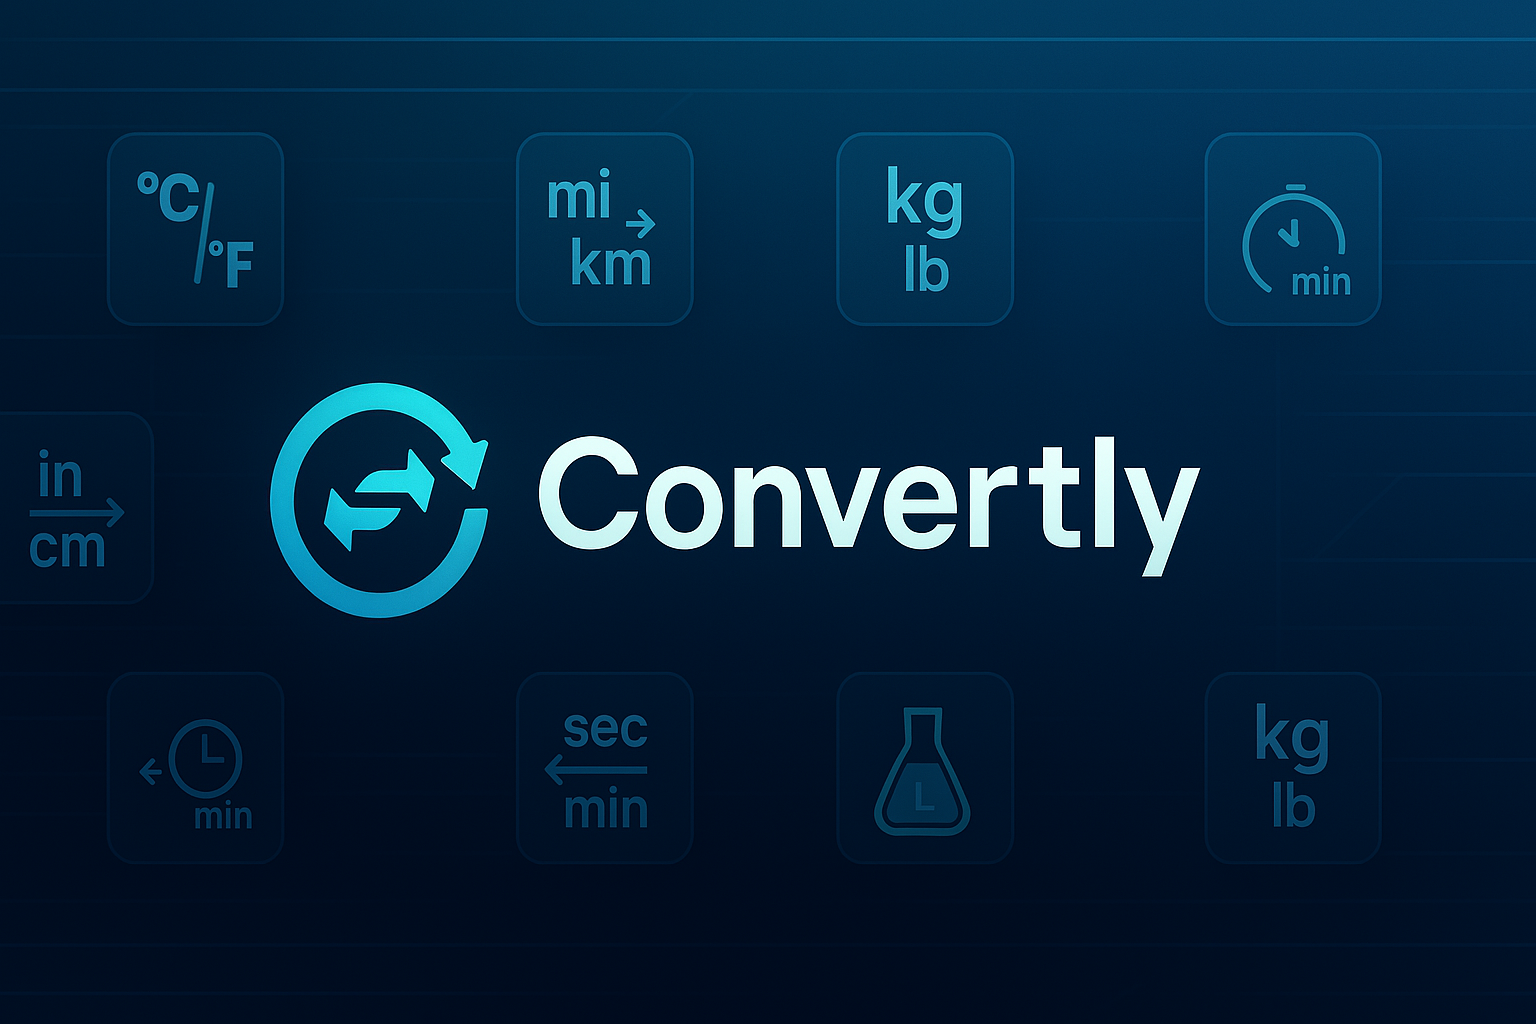 °C/°F
mi →
km
kg
lb
min
in
→
cm
Convertly
min
sec
←
min
L
kg
lb